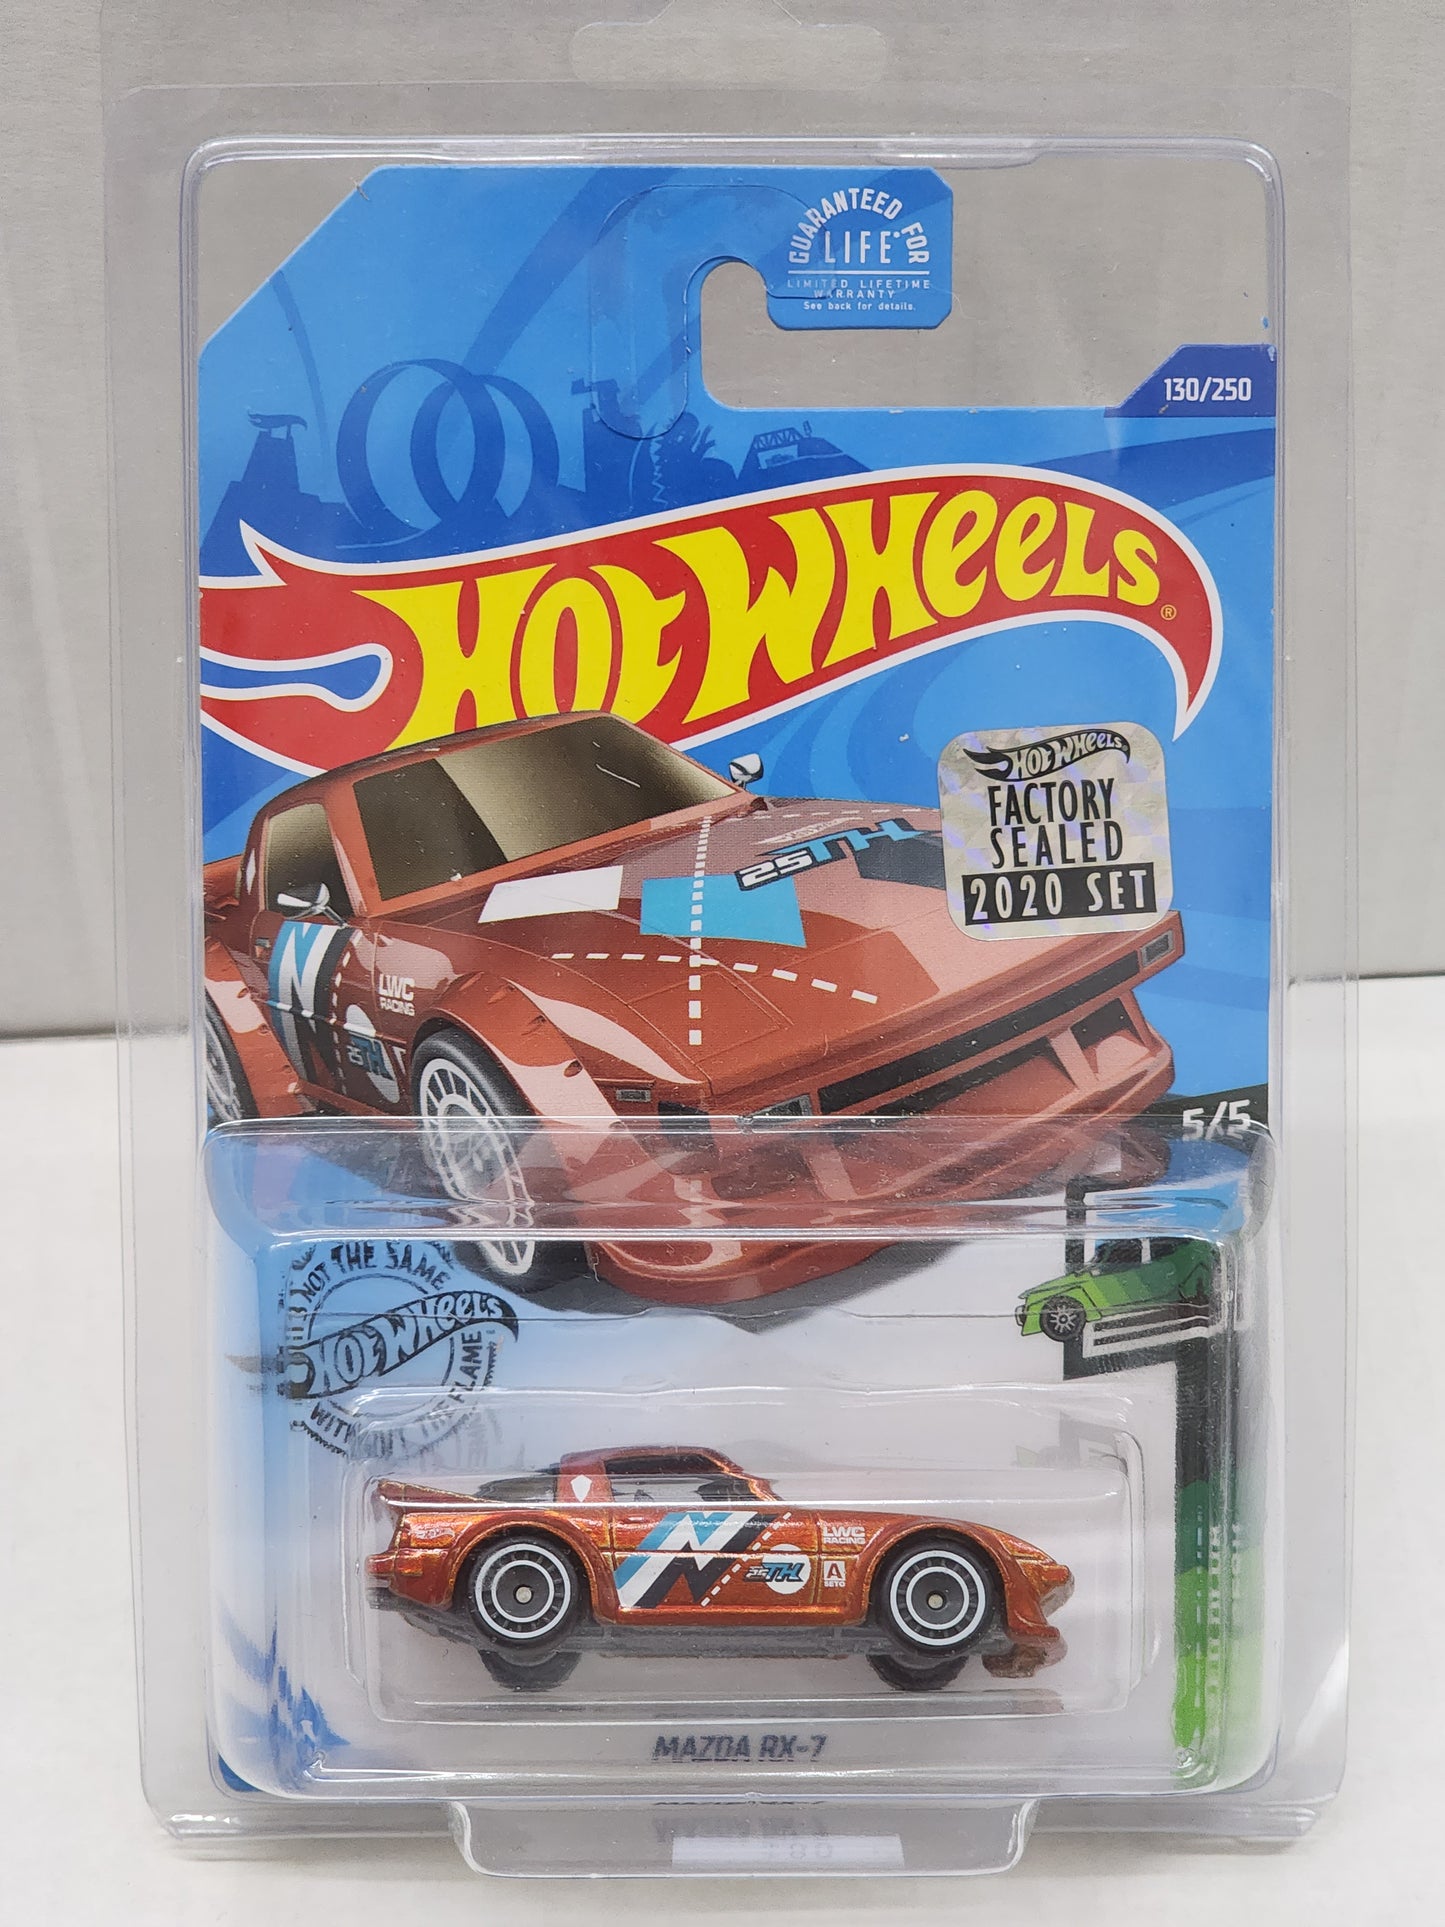 GUARANTEED FOR
LIFE
LIMITED LIFETIME
WARRANTY
See back for details.
130/250
HOT WHEELS®
HOT WHEELS
FACTORY
SEALED
2020 SET
25TH
N
LWC
RACING
25TH
5/5
NOT THE SAME
HOT WHEELS
WITHOUT THE FLAME
N
25TH
LWC
RACING
A
SETO
MAZDA RX-7